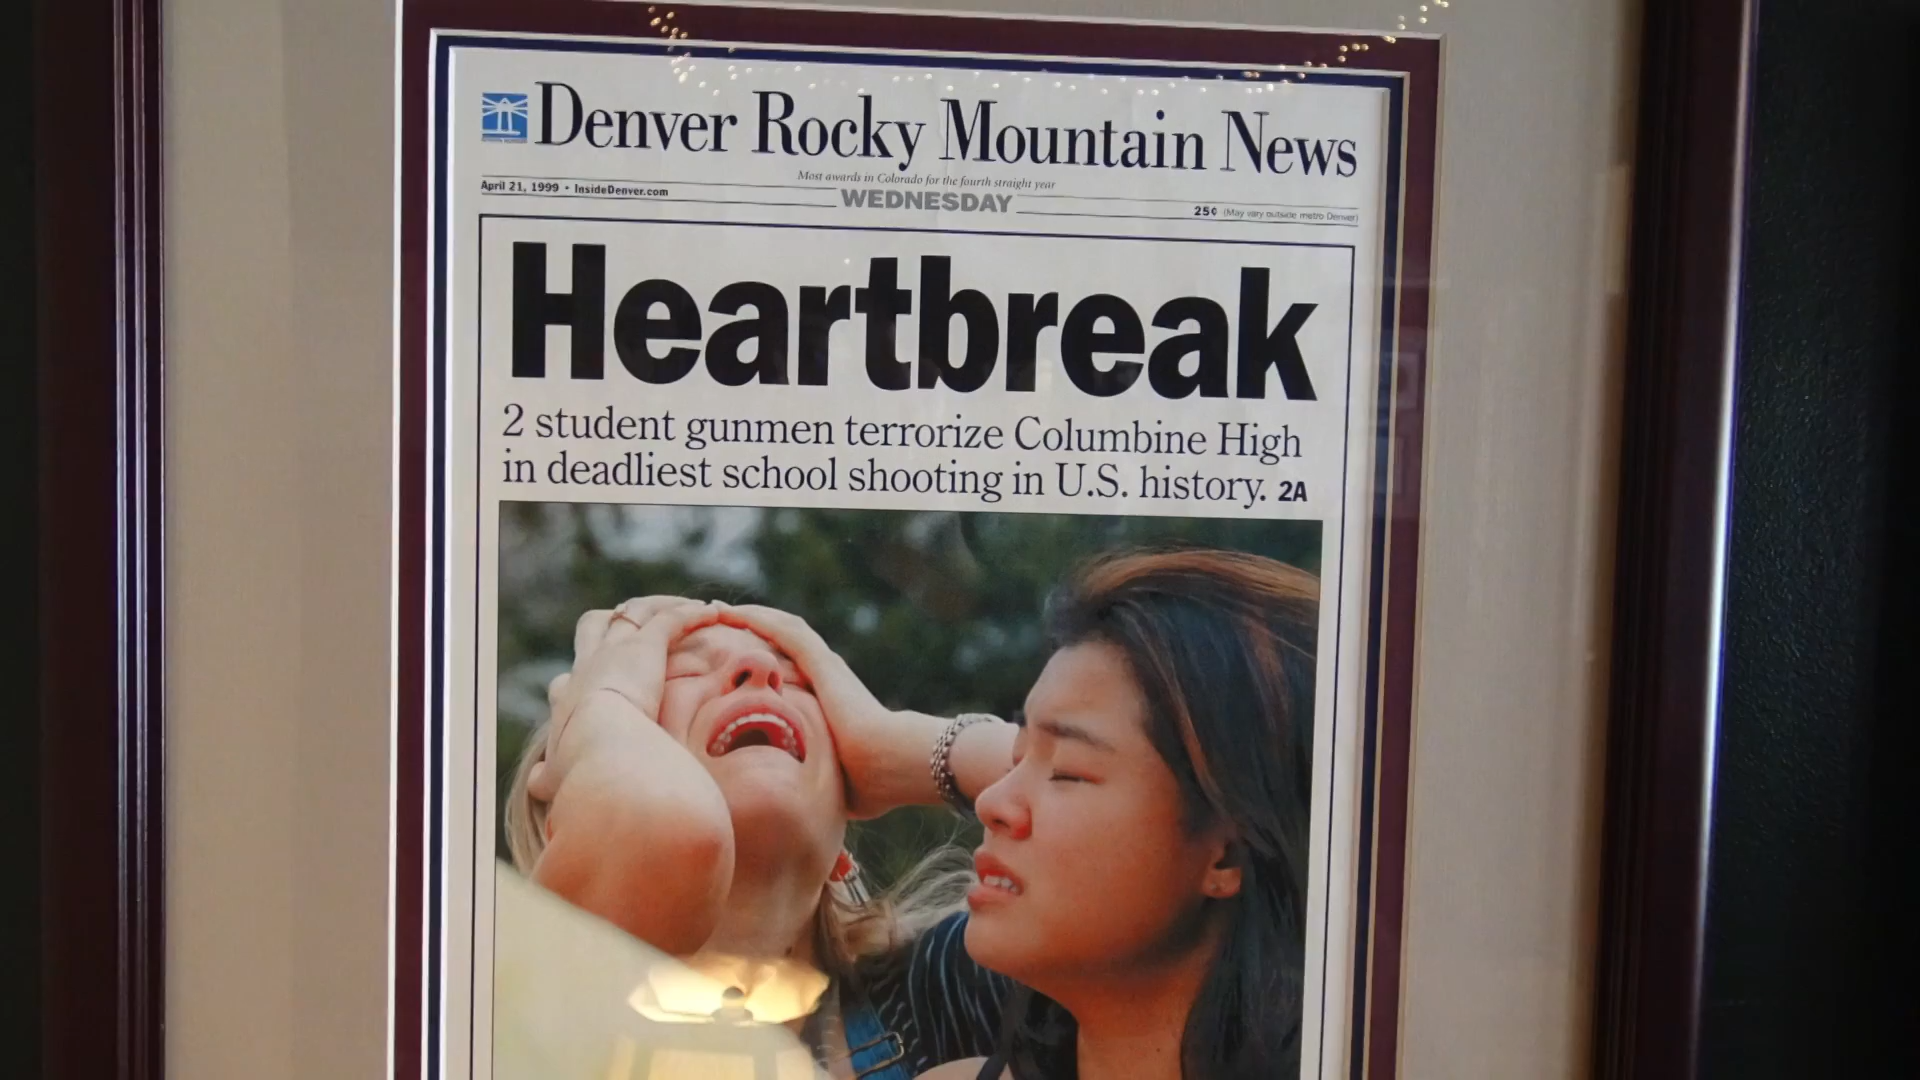 Denver Rocky Mountain News
Most awards in Colorado for the fourth straight year
April 21, 1999 • InsideDenver.com
WEDNESDAY
25¢ (May vary outside metro Denver)
Heartbreak
2 student gunmen terrorize Columbine High
in deadliest school shooting in U.S. history. 2A